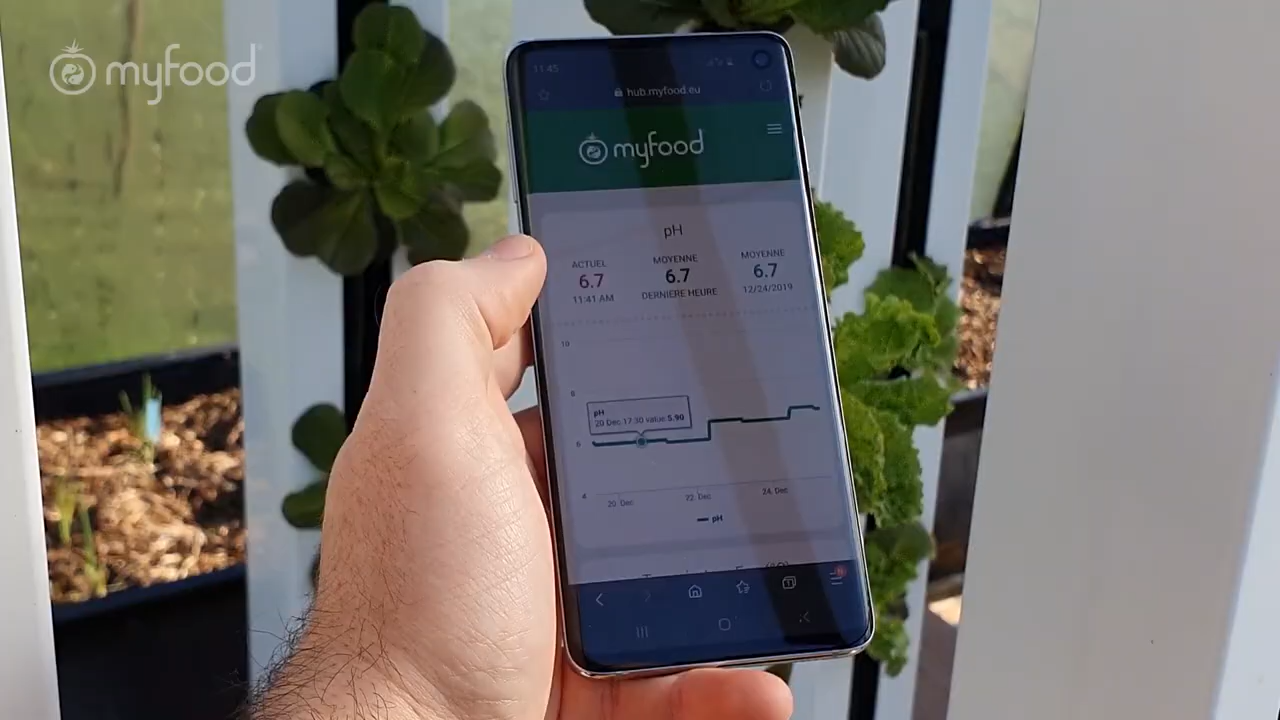 myfood
11:45
hub.myfood.eu
myfood
pH
ACTUEL
6.7
11:41 AM
MOYENNE
6.7
DERNIÈRE HEURE
MOYENNE
6.7
12/24/2019
10
8
6
4
pH
20 Dec 17:30 value:5.90
20. Dec
22. Dec
24. Dec
pH